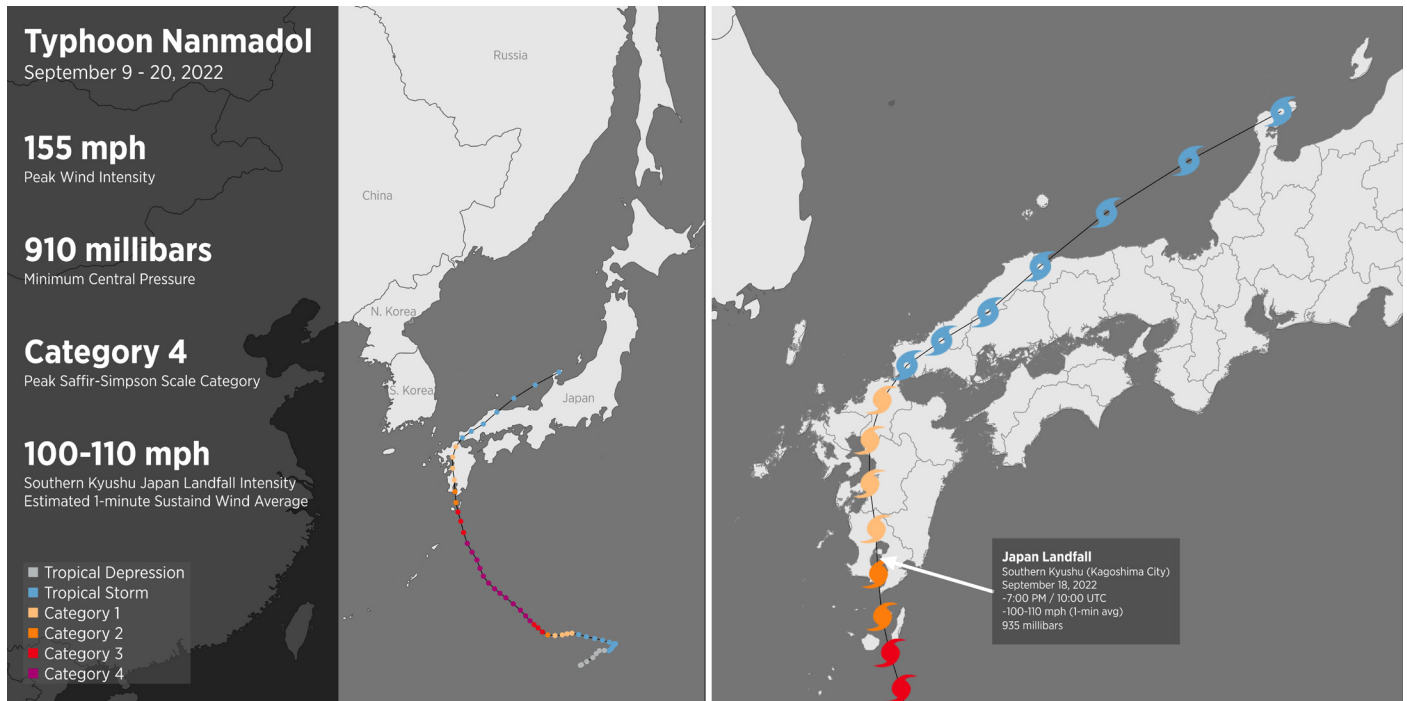 Typhoon Nanmadol
September 9 - 20, 2022
155 mph
Peak Wind Intensity
910 millibars
Minimum Central Pressure
Category 4
Peak Saffir-Simpson Scale Category
100-110 mph
Southern Kyushu Japan Landfall Intensity
Estimated 1-minute Sustaind Wind Average
Tropical Depression
Tropical Storm
Category 1
Category 2
Category 3
Category 4
Russia
China
N. Korea
S. Korea
Japan
Japan Landfall
Southern Kyushu (Kagoshima City)
September 18, 2022
~7:00 PM / 10:00 UTC
~100-110 mph (1-min avg)
935 millibars